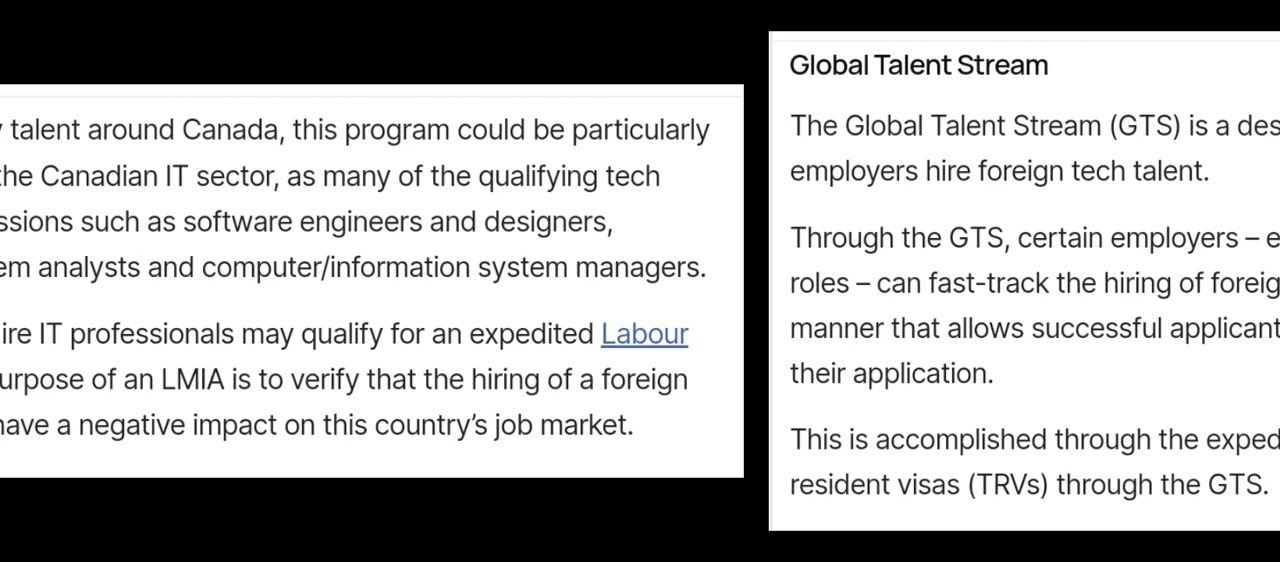 talent around Canada, this program could be particularly
the Canadian IT sector, as many of the qualifying tech
ssions such as software engineers and designers,
em analysts and computer/information system managers.
ire IT professionals may qualify for an expedited Labour
urpose of an LMIA is to verify that the hiring of a foreign
have a negative impact on this country’s job market.
Global Talent Stream
The Global Talent Stream (GTS) is a des
employers hire foreign tech talent.
Through the GTS, certain employers – e
roles – can fast-track the hiring of foreig
manner that allows successful applicant
their application.
This is accomplished through the exped
resident visas (TRVs) through the GTS.